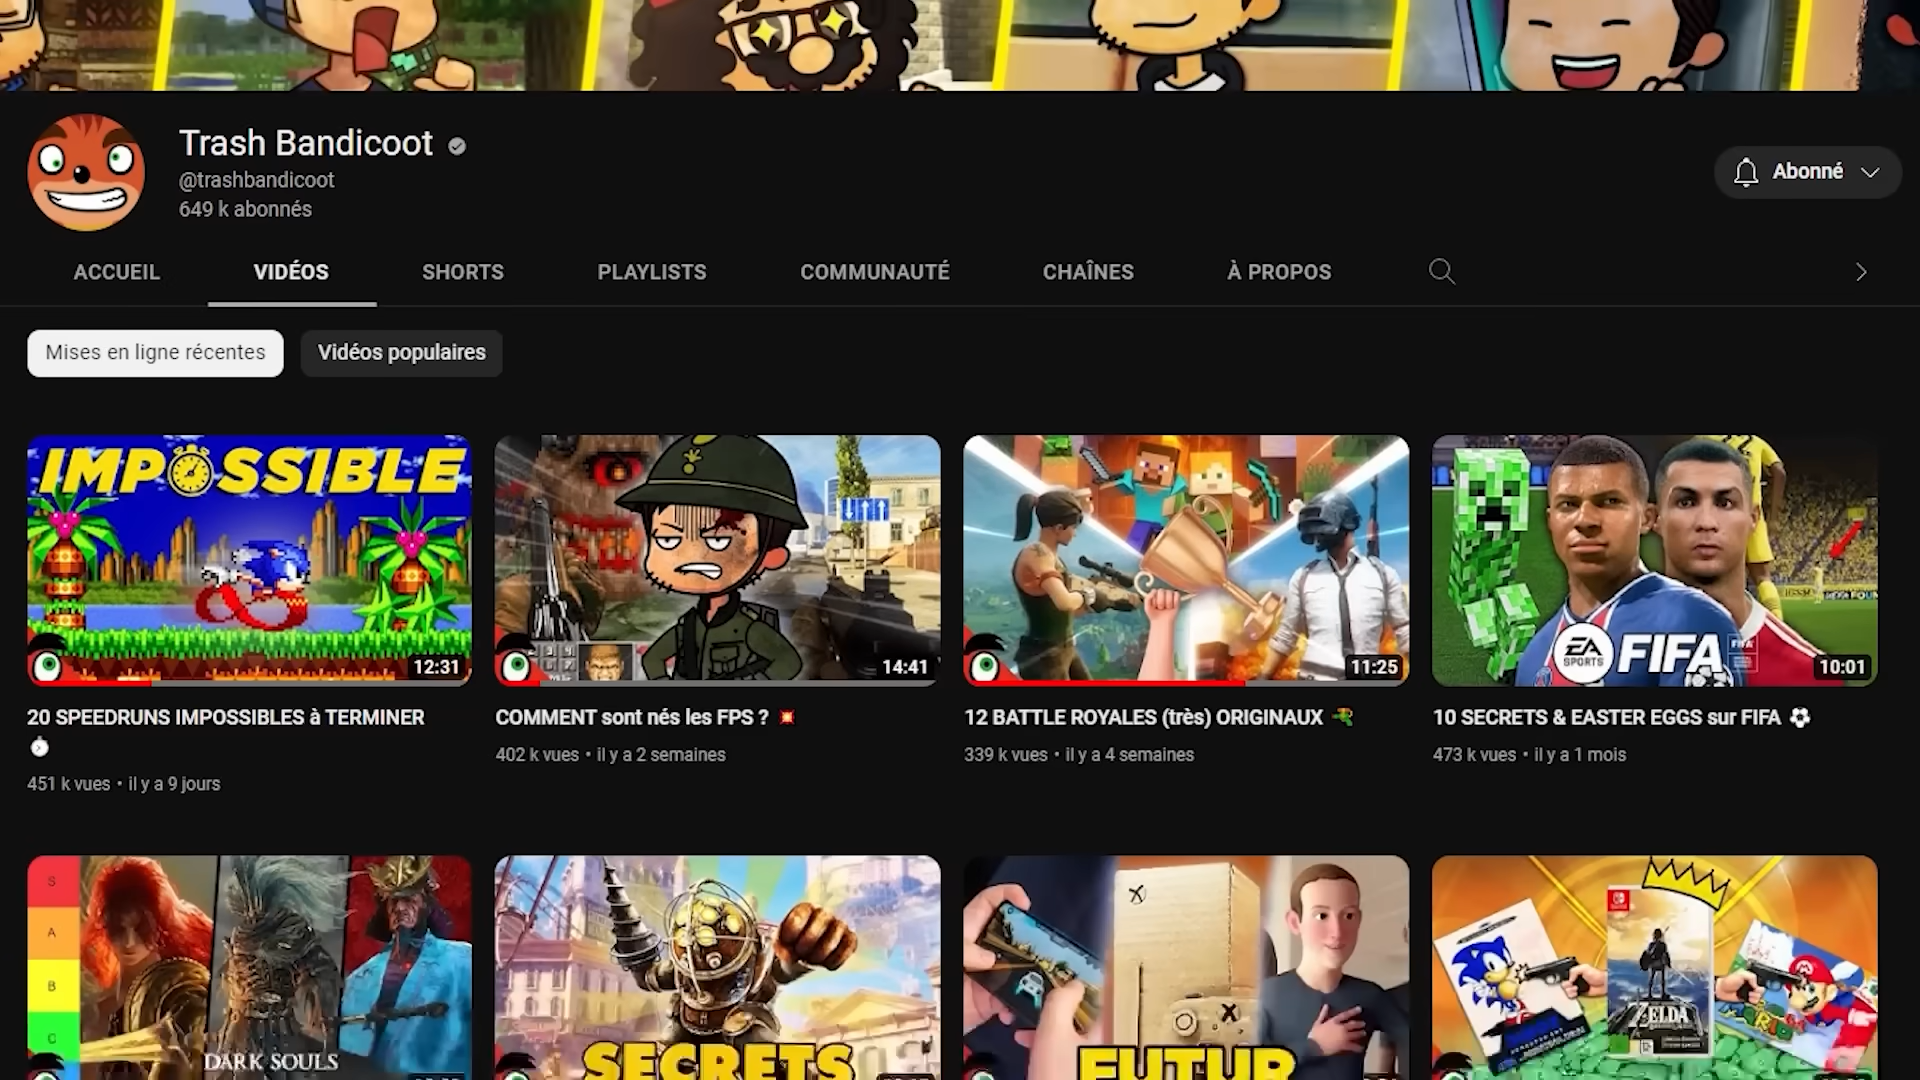 Trash Bandicoot
@trashbandicoot
649 k abonnés
Abonné
ACCUEIL
VIDÉOS
SHORTS
PLAYLISTS
COMMUNAUTÉ
CHAÎNES
À PROPOS
Mises en ligne récentes
Vidéos populaires
IMPOSSIBLE
12:31
14:41
11:25
EA SPORTS FIFA
10:01
20 SPEEDRUNS IMPOSSIBLES à TERMINER
451 k vues • il y a 9 jours
COMMENT sont nés les FPS ?
402 k vues • il y a 2 semaines
12 BATTLE ROYALES (très) ORIGINAUX
339 k vues • il y a 4 semaines
10 SECRETS & EASTER EGGS sur FIFA
473 k vues • il y a 1 mois
S
A
B
C
DARK SOULS
SECRETS
FUTUR
ZELDA